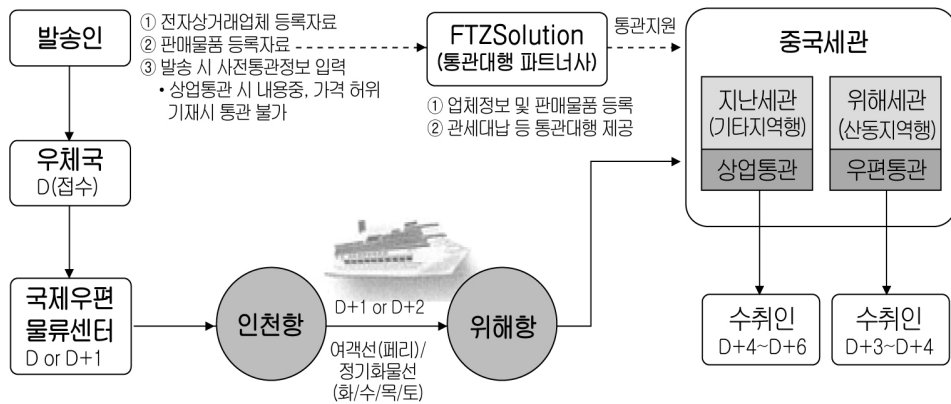 발송인
① 전자상거래업체 등록자료
② 판매물품 등록자료
③ 발송 시 사전통관정보 입력
• 상업통관 시 내용중, 가격 허위
기재시 통관 불가
FTZSolution
(통관대행 파트너사)
① 업체정보 및 판매물품 등록
② 관세대납 등 통관대행 제공
통관지원
중국세관
지난세관
(기타지역행)
상업통관
위해세관
(산동지역행)
우편통관
우체국
D(접수)
국제우편
물류센터
D or D+1
인천항
D+1 or D+2
여객선(페리)/
정기화물선
(화/수/목/토)
위해항
수취인
D+4~D+6
수취인
D+3~D+4